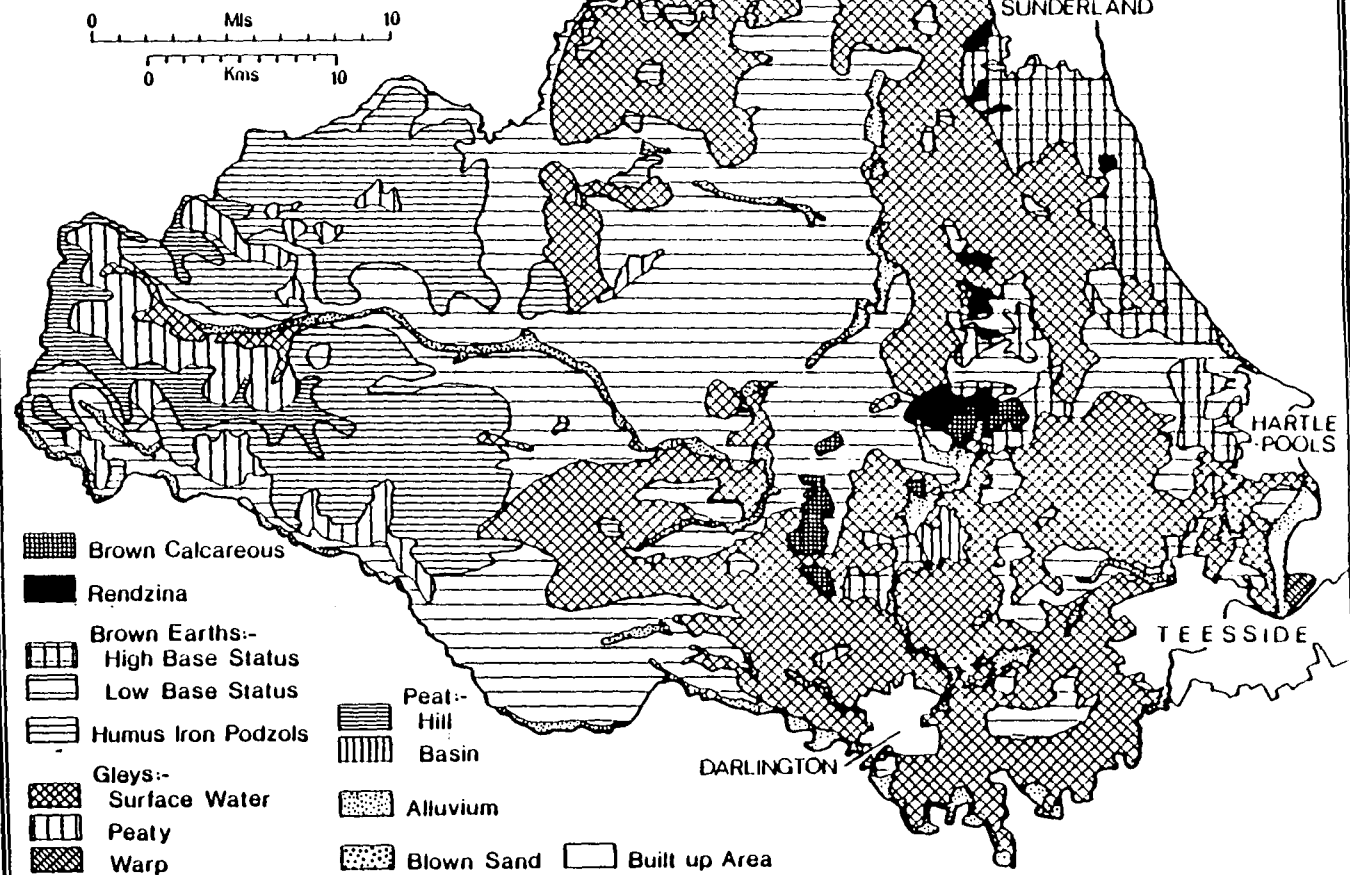 Mls
10
0
Kms
0
10
SUNDERLAND
HARTLE
-POOLS
TEESSIDE
DARLINGTON
Brown Calcareous
Rendzina
Brown Earths:-
High Base Status
Low Base Status
Humus Iron Podzols
Gleys:-
Surface Water
Peaty
Warp
Peat:-
Hill
Basin
Alluvium
Blown Sand
Built up Area